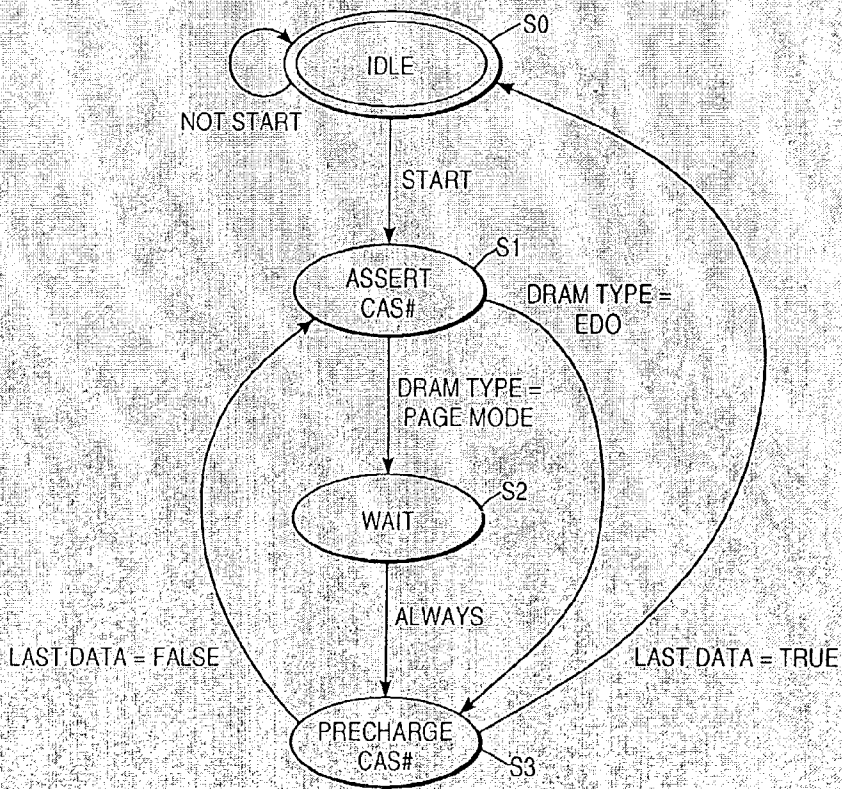 S0
IDLE
NOT START
START
S1
ASSERT
CAS#
DRAM TYPE =
EDO
DRAM TYPE =
PAGE MODE
S2
WAIT
ALWAYS
LAST DATA = FALSE
LAST DATA = TRUE
PRECHARGE
CAS#
S3